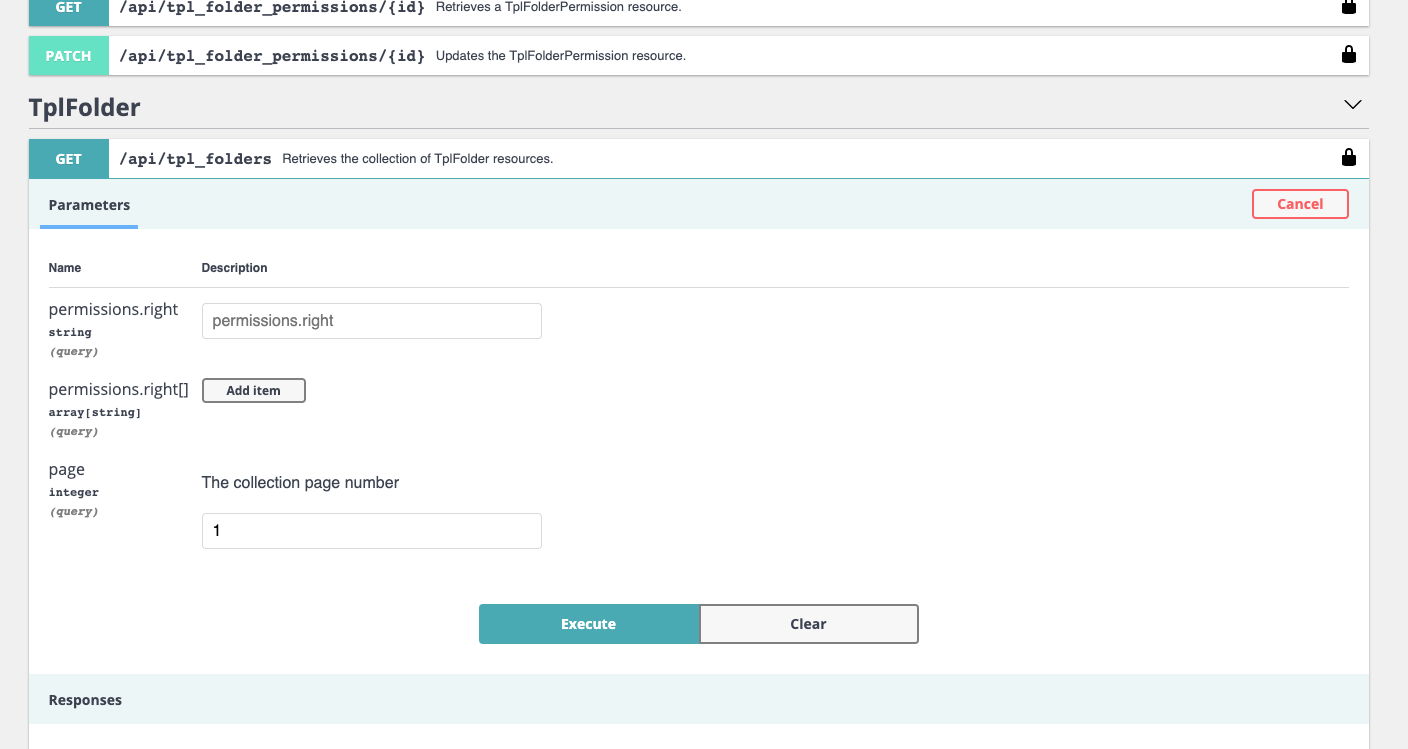 GET /api/tpl_folder_permissions/{id} Retrieves a TplFolderPermission resource.
PATCH /api/tpl_folder_permissions/{id} Updates the TplFolderPermission resource.
TplFolder
GET /api/tpl_folders Retrieves the collection of TplFolder resources.
Parameters Cancel
Name Description
permissions.right permissions.right
string
(query)
permissions.right[] Add item
array[string]
(query)
page
The collection page number
integer
(query)
1
Execute Clear
Responses